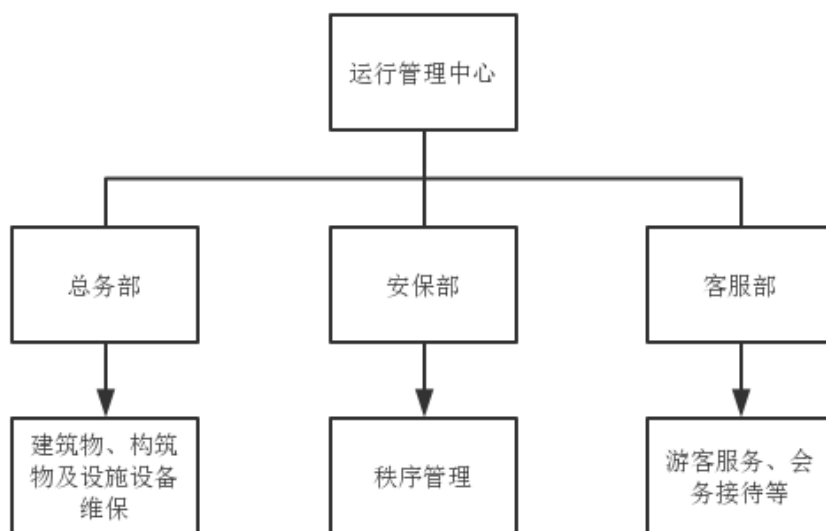 运行管理中心
总务部
安保部
客服部
建筑物、构筑
物及设施设备
维保
秩序管理
游客服务、会
务接待等